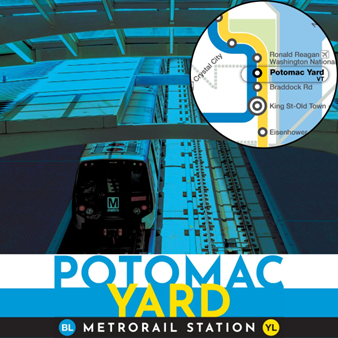 Ronald Reagan
Washington National
Crystal City
Potomac Yard
VT
Braddock Rd
King St-Old Town
Eisenhower
M
POTOMAC
YARD
BL METRORAIL STATION YL